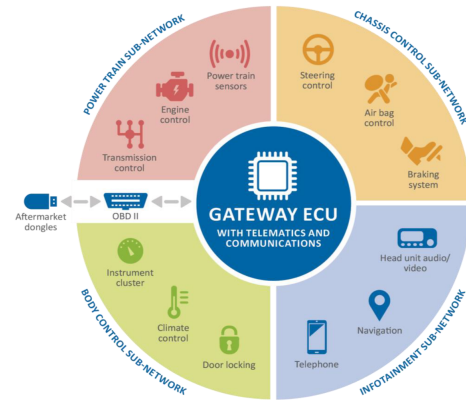 POWER TRAIN SUB-NETWORK
Power train
sensors
Engine
control
Transmission
control
CHASSIS CONTROL SUB-NETWORK
Steering
control
Air bag
control
Braking
system
Aftermarket
dongles
OBD II
GATEWAY ECU
WITH TELEMATICS AND
COMMUNICATIONS
BODY CONTROL SUB-NETWORK
Instrument
cluster
Climate
control
Door locking
INFOTAINMENT SUB-NETWORK
Head unit audio/
video
Navigation
Telephone